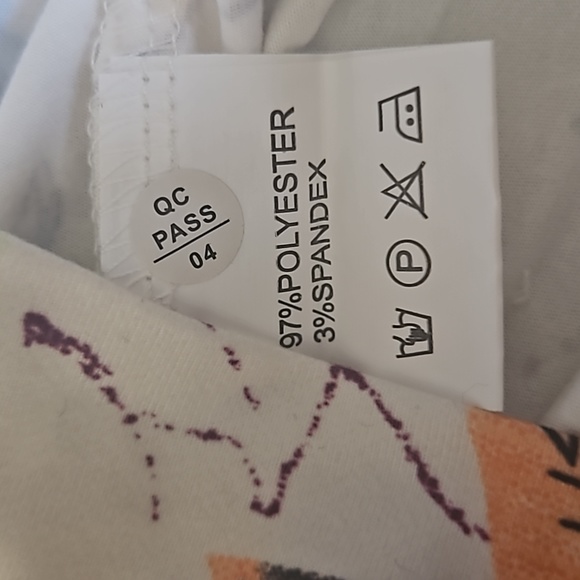 QC
PASS
04
97%POLYESTER
3%SPANDEX
P